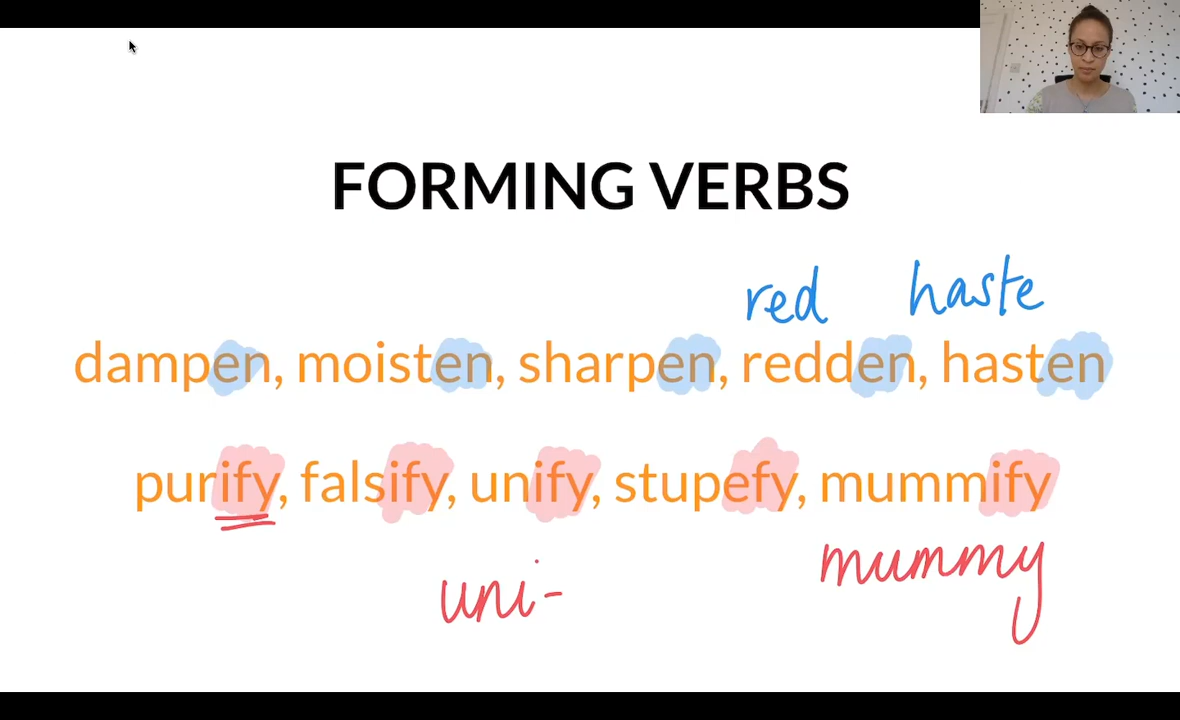 FORMING VERBS
red haste
dampen, moisten, sharpen, redden, hasten
purify, falsify, unify, stupefy, mummify
uni- mummy